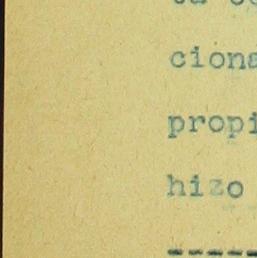 ciona
propi
hizo
------